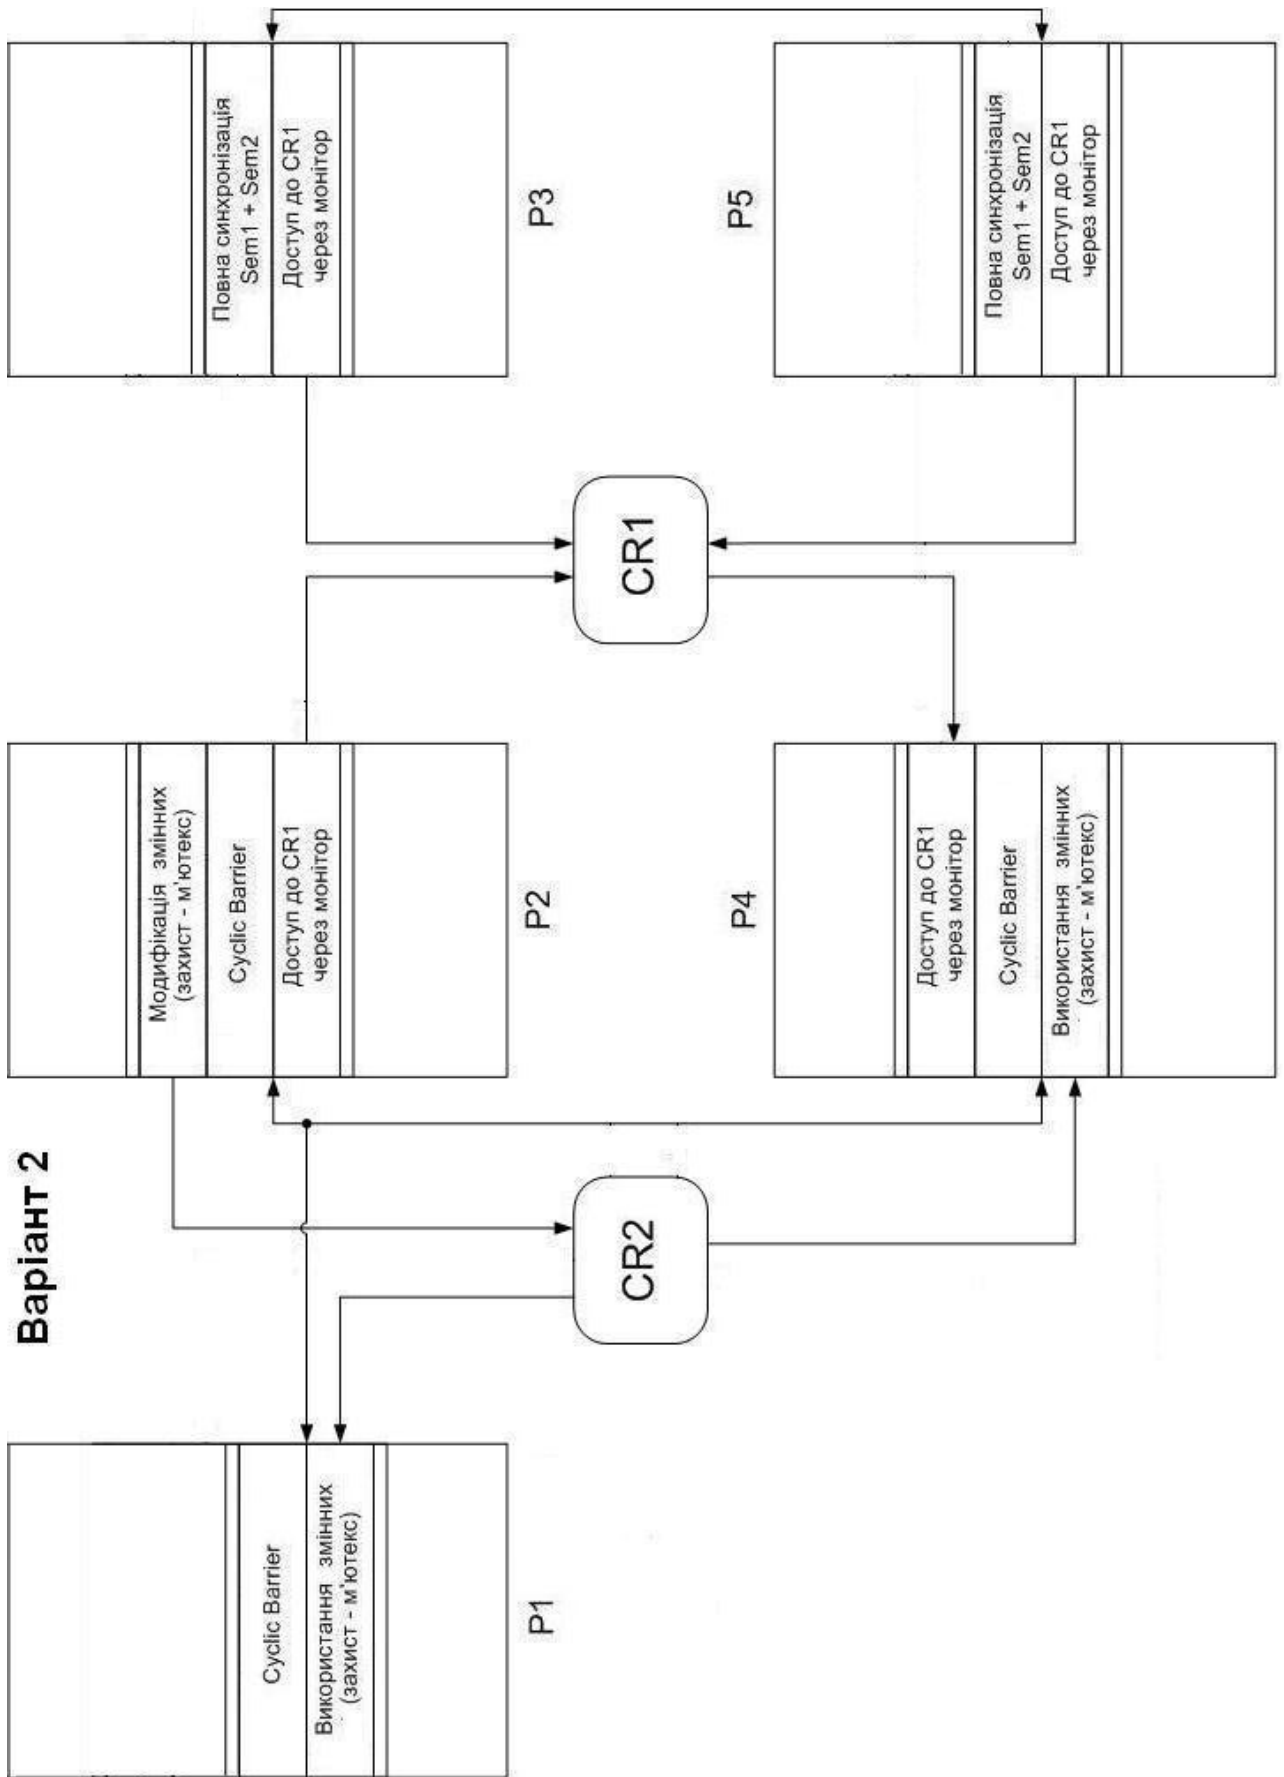 Варіант 2
Cyclic Barrier
Використання змінних
(захист - м'ютекс)
P1
Модифікація змінних
(захист - м'ютекс)
Cyclic Barrier
Доступ до CR1
через монітор
P2
Повна синхронізація
Sem1 + Sem2
Доступ до CR1
через монітор
P3
CR2
CR1
P4
Доступ до CR1
через монітор
Cyclic Barrier
Використання змінних
(захист - м'ютекс)
P5
Повна синхронізація
Sem1 + Sem2
Доступ до CR1
через монітор